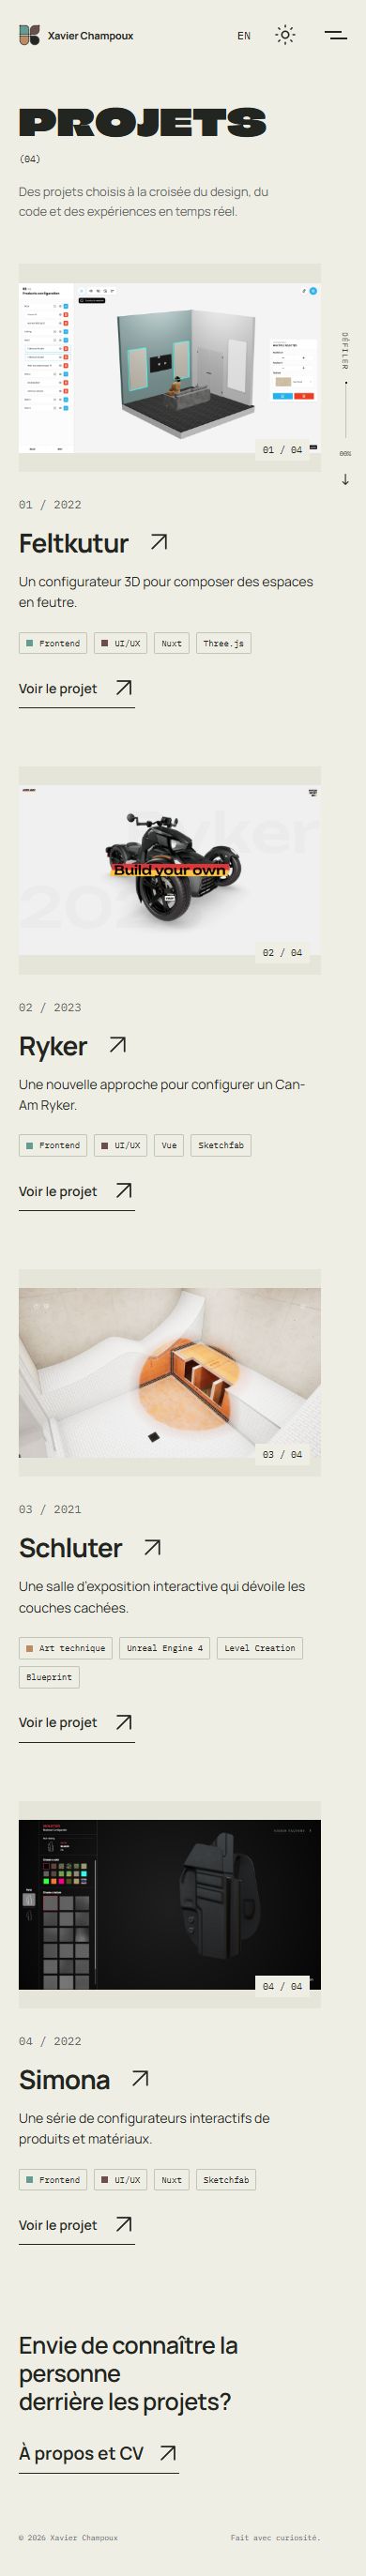 Xavier Champoux
EN
PROJETS
(04)
Des projets choisis à la croisée du design, du
code et des expériences en temps réel.
DÉFILER
00%
01 / 04
01 / 2022
Feltkutur
Un configurateur 3D pour composer des espaces
en feutre.
Frontend
UI/UX
Nuxt
Three.js
Voir le projet
Ryker
202
Build your own
02 / 04
02 / 2023
Ryker
Une nouvelle approche pour configurer un Can-
Am Ryker.
Frontend
UI/UX
Vue
Sketchfab
Voir le projet
03 / 04
03 / 2021
Schluter
Une salle d'exposition interactive qui dévoile les
couches cachées.
Art technique
Unreal Engine 4
Level Creation
Blueprint
Voir le projet
04 / 04
04 / 2022
Simona
Une série de configurateurs interactifs de
produits et matériaux.
Frontend
UI/UX
Nuxt
Sketchfab
Voir le projet
Envie de connaître la
personne
derrière les projets?
À propos et CV
© 2026 Xavier Champoux
Fait avec curiosité.